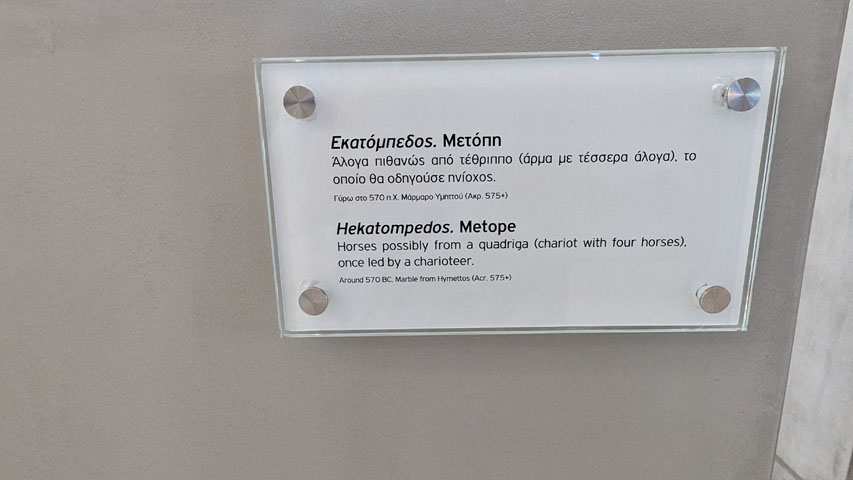 Εκατόμπεδος. Μετόπη
Άλογα πιθανώς από τέθριππο (άρμα με τέσσερα άλογα), το
οποίο θα οδηγούσε ηνίοχος.
Γύρω στο 570 π.Χ. Μάρμαρο Υμηττού (Ακρ. 575+)
Hekatompedos. Metope
Horses possibly from a quadriga (chariot with four horses),
once led by a charioteer.
Around 570 BC. Marble from Hymettos (Acr. 575+)